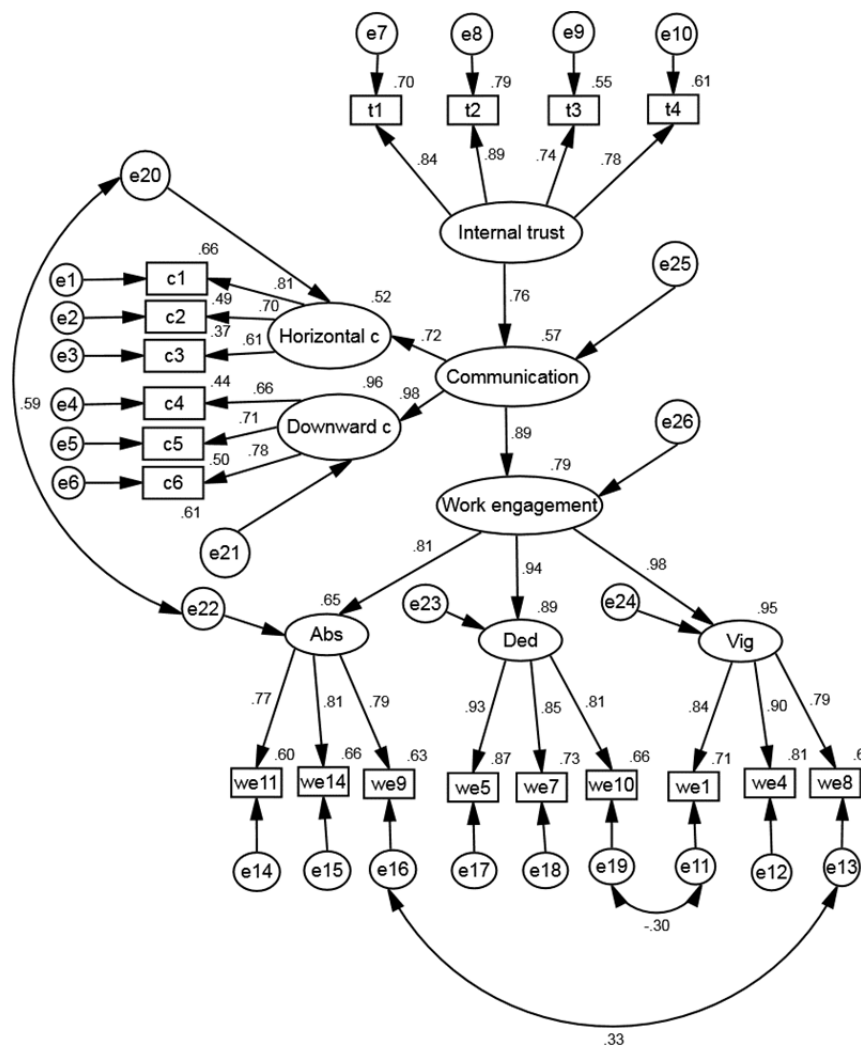 e7 e8 e9 e10
.70 .79 .55 .61
t1 t2 t3 t4
.84 .89 .74 .78
e20
Internal trust
e25
.66
e1 c1 .81 .76
.49 .52 .57
e2 c2 .70 Horizontal c .72
.37
e3 c3 .61 Communication
.44 .96
e4 c4 .66 .98
.59 .71 Downward c .89 e26
e5 c5
.50 .78 .79
e6 c6 Work engagement
.61
e21
.81 .94 .98
e22 .65 e23 .89 e24 .95
Abs Ded Vig
.77 .81 .79 .93 .85 .81 .84 .90 .79
.60 .66 .63 .87 .73 .66 .71 .81
we11 we14 we9 we5 we7 we10 we1 we4 we8
e14 e15 e16 e17 e18 e19 e11 e12 e13
-.30
.33